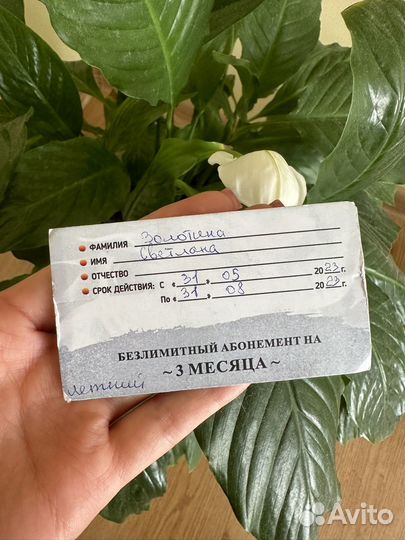 ФАМИЛИЯ: Золотина
ИМЯ Светлана
ОТЧЕСТВО
СРОК ДЕЙСТВИЯ: С «31» 05 2023 г.
По «31» 08 2023 г.
БЕЗЛИМИТНЫЙ АБОНЕМЕНТ НА
~ 3 МЕСЯЦА ~
летний
Avito